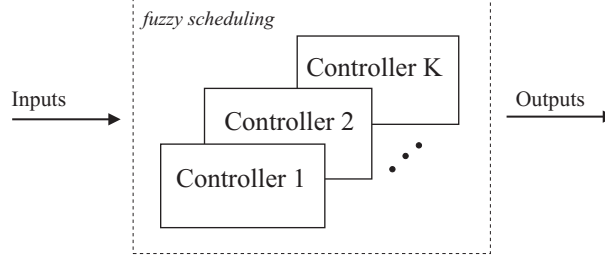 fuzzy scheduling
Controller K
Inputs
Outputs
Controller 2
Controller 1